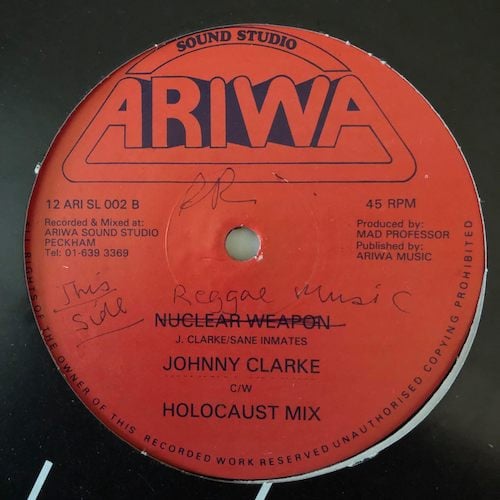 SOUND STUDIO
ARIWA
RR
12 ARI SL 002 B
45 RPM
Recorded & Mixed at:
ARIWA SOUND STUDIO
PECKHAM
Tel: 01-639 3369
Produced by:
MAD PROFESSOR
Published by:
ARIWA MUSIC
This
Side
Reggae Music
NUCLEAR WEAPON
J. CLARKE/SANE INMATES
JOHNNY CLARKE
C/W
HOLOCAUST MIX
ALL RIGHTS OF THE OWNER OF THIS RECORDED WORK RESERVED UNAUTHORISED COPYING PROHIBITED